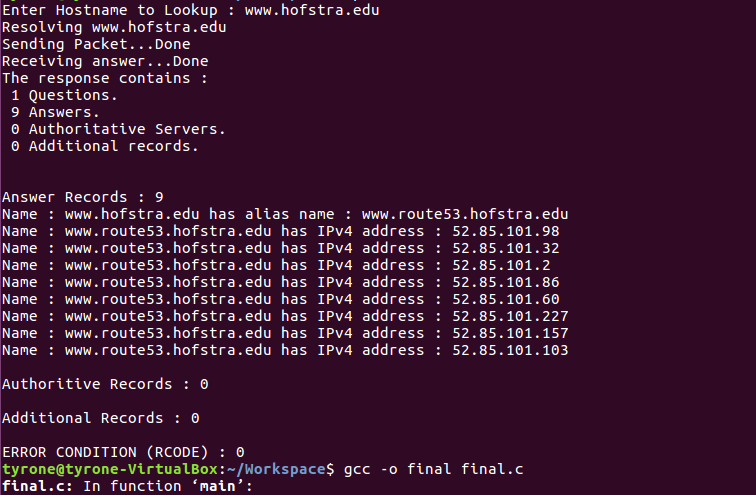 Enter Hostname to Lookup : www.hofstra.edu
Resolving www.hofstra.edu
Sending Packet...Done
Receiving answer...Done
The response contains :
 1 Questions.
 9 Answers.
 0 Authoritative Servers.
 0 Additional records.
Answer Records : 9
Name : www.hofstra.edu has alias name : www.route53.hofstra.edu
Name : www.route53.hofstra.edu has IPv4 address : 52.85.101.98
Name : www.route53.hofstra.edu has IPv4 address : 52.85.101.32
Name : www.route53.hofstra.edu has IPv4 address : 52.85.101.2
Name : www.route53.hofstra.edu has IPv4 address : 52.85.101.86
Name : www.route53.hofstra.edu has IPv4 address : 52.85.101.60
Name : www.route53.hofstra.edu has IPv4 address : 52.85.101.227
Name : www.route53.hofstra.edu has IPv4 address : 52.85.101.157
Name : www.route53.hofstra.edu has IPv4 address : 52.85.101.103
Authoritive Records : 0
Additional Records : 0
ERROR CONDITION (RCODE) : 0
tyrone@tyrone-VirtualBox:~/Workspace$ gcc -o final final.c
final.c: In function ‘main’: